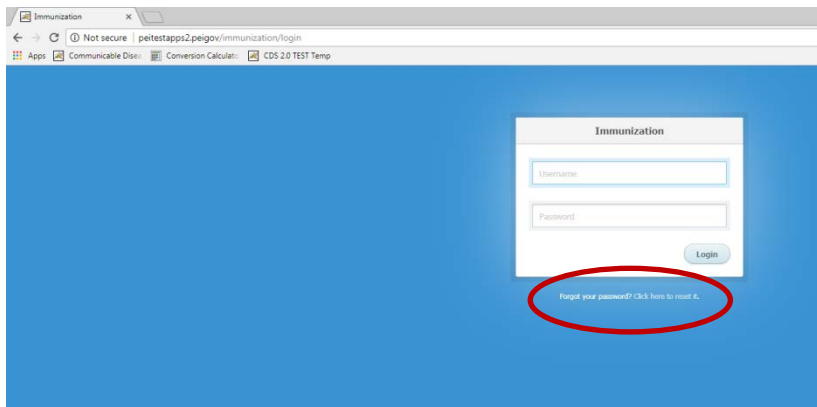 Immunization
Not secure | peitestapps2.peigov/immunization/login
Apps Communicable Disea Conversion Calculato CDS 2.0 TEST Temp
Immunization
Username
Password
Login
Forgot your password? Click here to reset it.